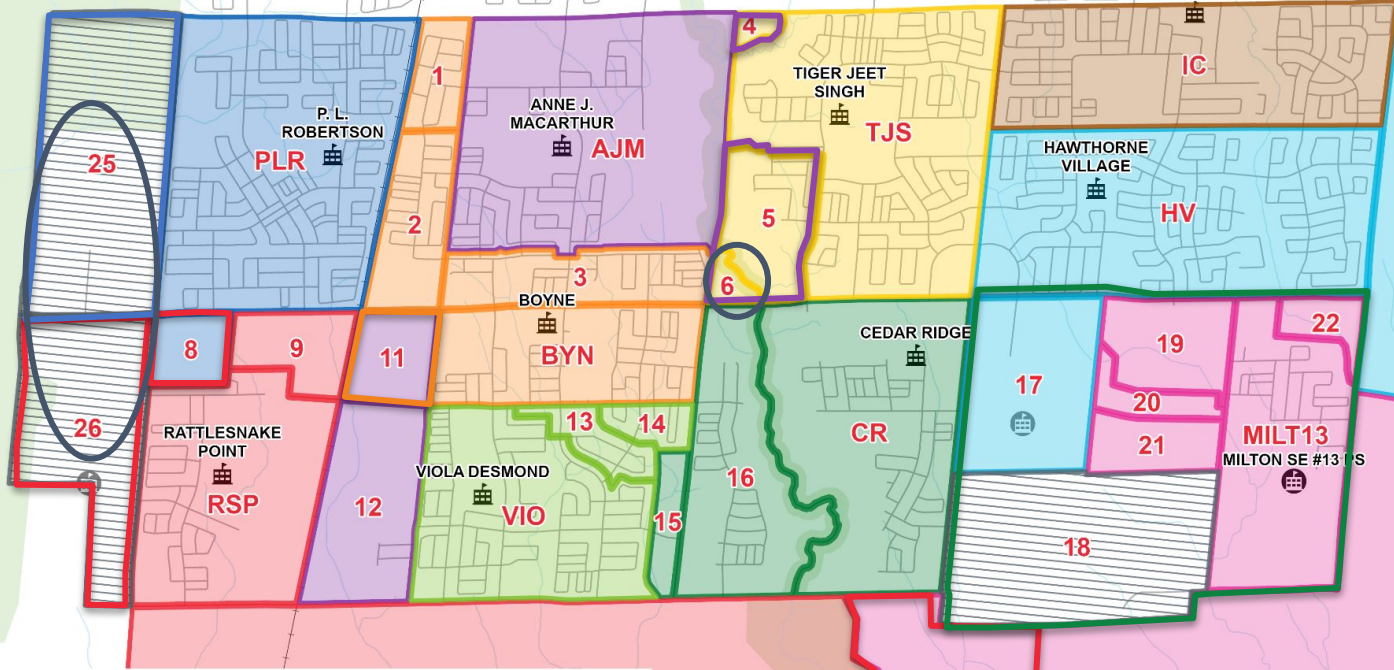 4
IC
TIGER JEET
SINGH
TJS
1
ANNE J.
MACARTHUR
AJM
P. L.
ROBERTSON
PLR
25
HAWTHORNE
VILLAGE
HV
2
5
3
6
BOYNE
BYN
8
9
11
CEDAR RIDGE
17
19
22
20
21
MILT13
MILTON SE #13 PS
13
14
CR
26
RATTLESNAKE
POINT
RSP
VIOLA DESMOND
VIO
16
12
15
18